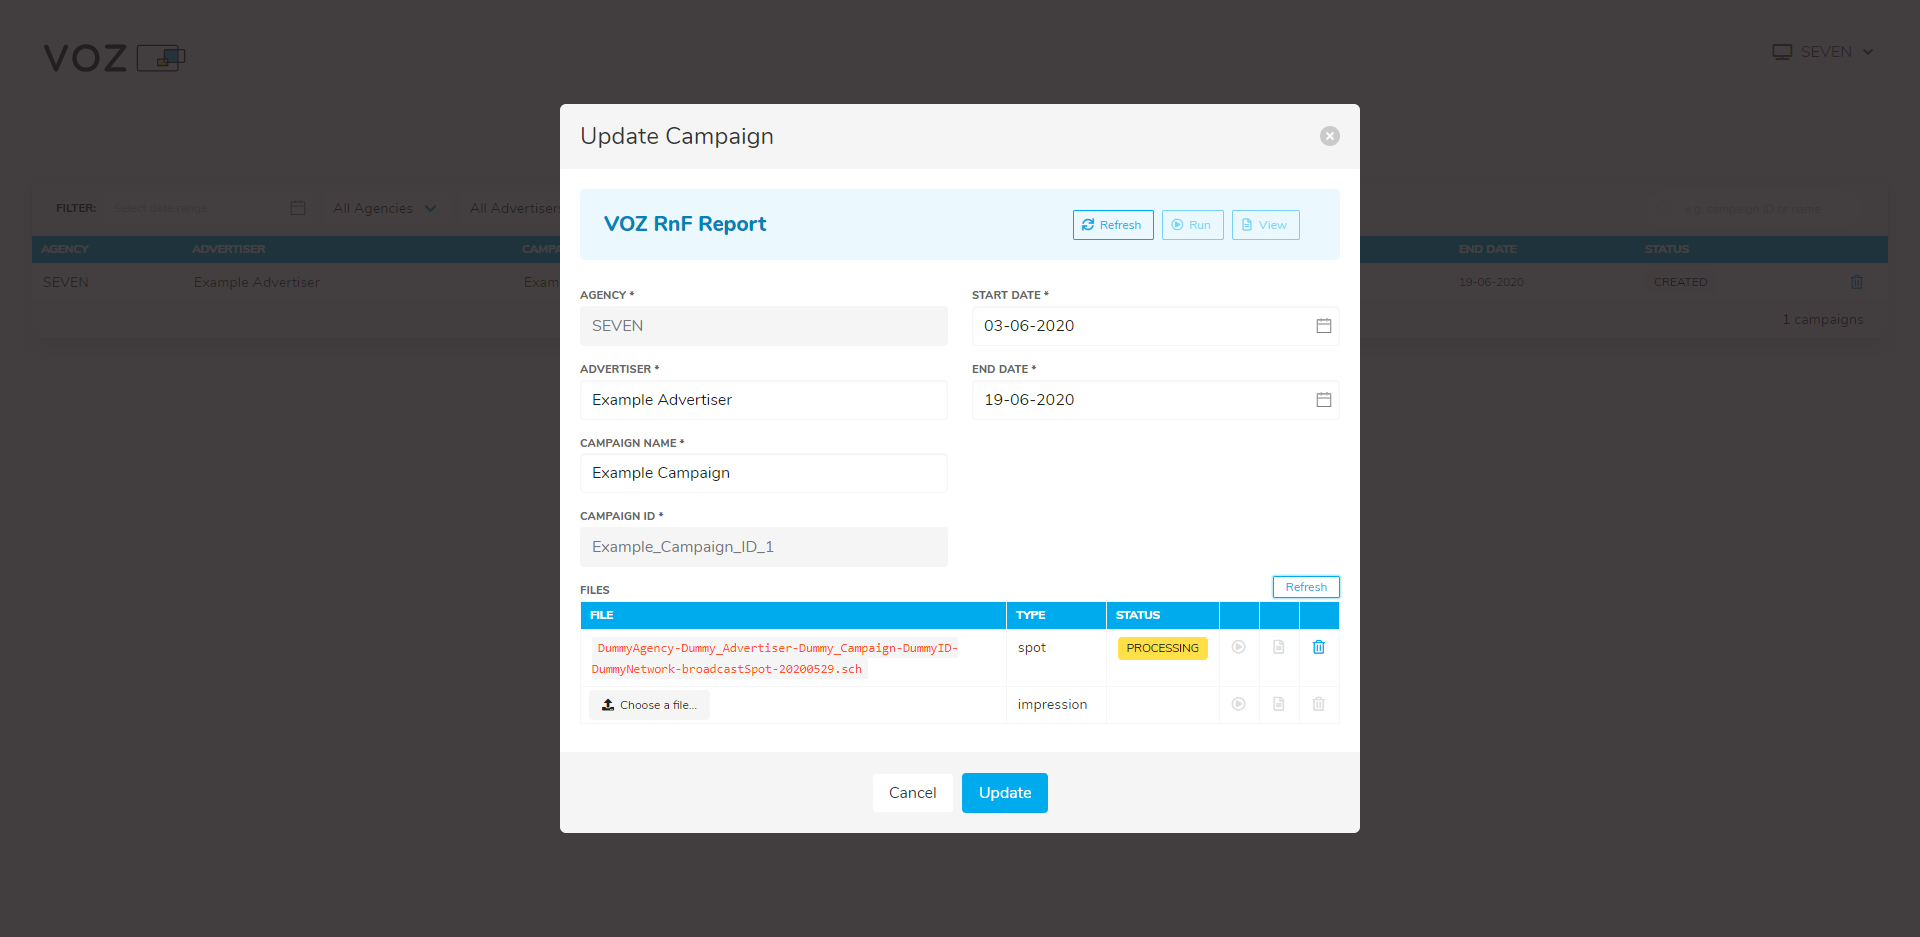 VOZ
SEVEN
Update Campaign
VOZ RnF Report
Refresh
Run
View
FILTER:
Select date range
All Agencies
All Advertisers
e.g. campaign ID or name
AGENCY
ADVERTISER
CAMPA
END DATE
STATUS
SEVEN
Example Advertiser
Exam
19-06-2020
CREATED
1 campaigns
AGENCY *
SEVEN
START DATE *
03-06-2020
ADVERTISER *
Example Advertiser
END DATE *
19-06-2020
CAMPAIGN NAME *
Example Campaign
CAMPAIGN ID *
Example_Campaign_ID_1
FILES
Refresh
FILE
TYPE
STATUS
DummyAgency-Dummy_Advertiser-Dummy_Campaign-DummyID-
DummyNetwork-broadcastSpot-20200529.sch
spot
PROCESSING
Choose a file...
impression
Cancel
Update